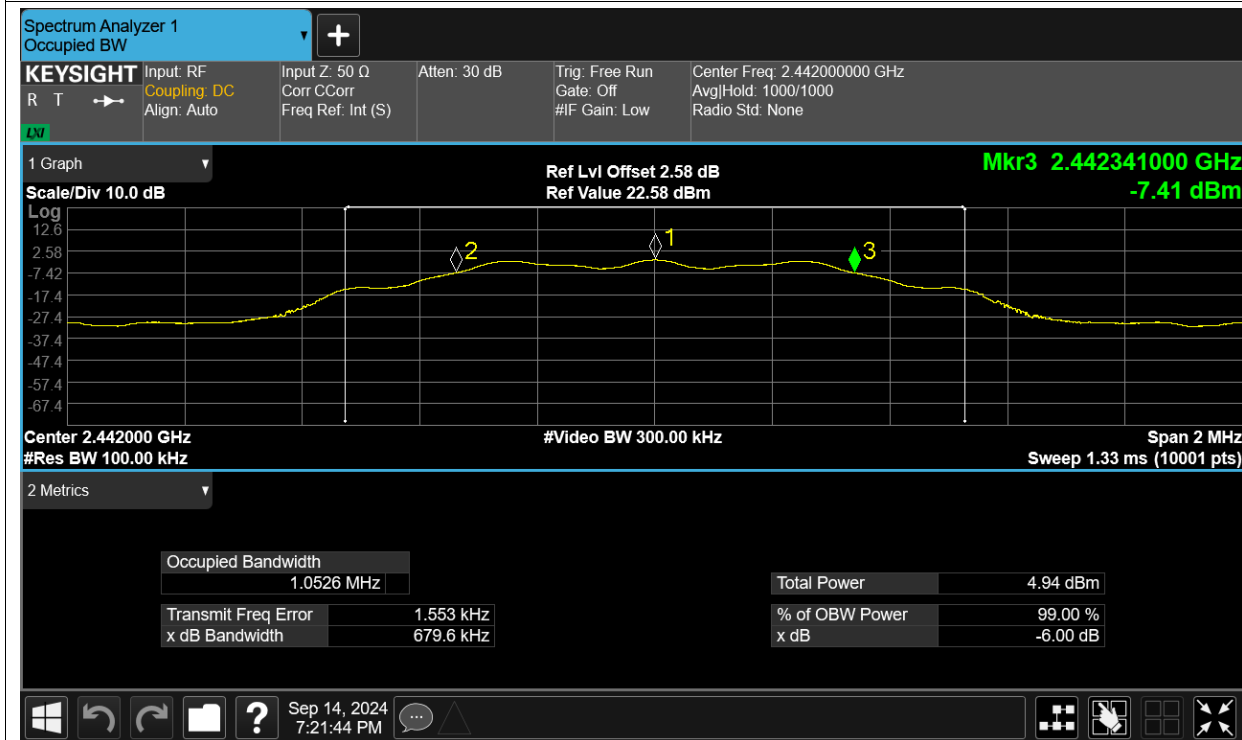 Spectrum Analyzer 1
Occupied BW
▼
+
KEYSIGHT
R T
LXI
Input: RF
Coupling: DC
Align: Auto
Input Z: 50 Ω
Corr CCorr
Freq Ref: Int (S)
Atten: 30 dB
Trig: Free Run
Gate: Off
#IF Gain: Low
Center Freq: 2.442000000 GHz
Avg|Hold: 1000/1000
Radio Std: None
1 Graph
▼
Scale/Div 10.0 dB
Ref Lvl Offset 2.58 dB
Ref Value 22.58 dBm
Mkr3 2.442341000 GHz
-7.41 dBm
Log
12.6
2.58
-7.42
-17.4
-27.4
-37.4
-47.4
-57.4
-67.4
2
1
3
Center 2.442000 GHz
#Res BW 100.00 kHz
#Video BW 300.00 kHz
Span 2 MHz
Sweep 1.33 ms (10001 pts)
2 Metrics
▼
Occupied Bandwidth
1.0526 MHz
Transmit Freq Error 1.553 kHz
x dB Bandwidth 679.6 kHz
Total Power 4.94 dBm
% of OBW Power 99.00 %
x dB -6.00 dB
?
Sep 14, 2024
7:21:44 PM